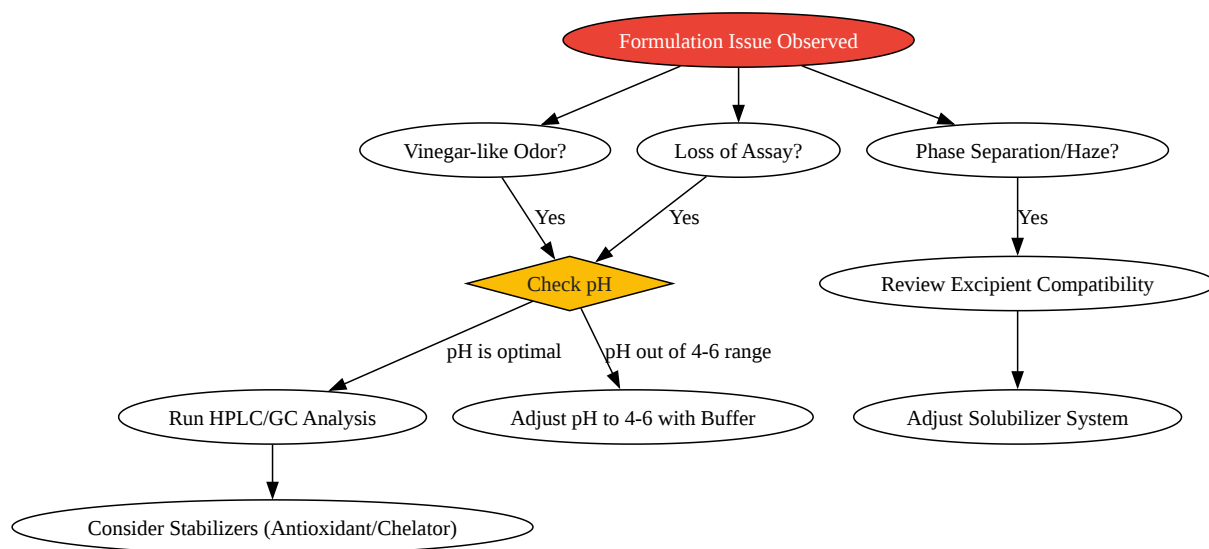 Formulation Issue Observed
Vinegar-like Odor?
Loss of Assay?
Phase Separation/Haze?
Yes
Yes
Yes
Check pH
Review Excipient Compatibility
pH is optimal
pH out of 4-6 range
Run HPLC/GC Analysis
Adjust pH to 4-6 with Buffer
Adjust Solubilizer System
Consider Stabilizers (Antioxidant/Chelator)